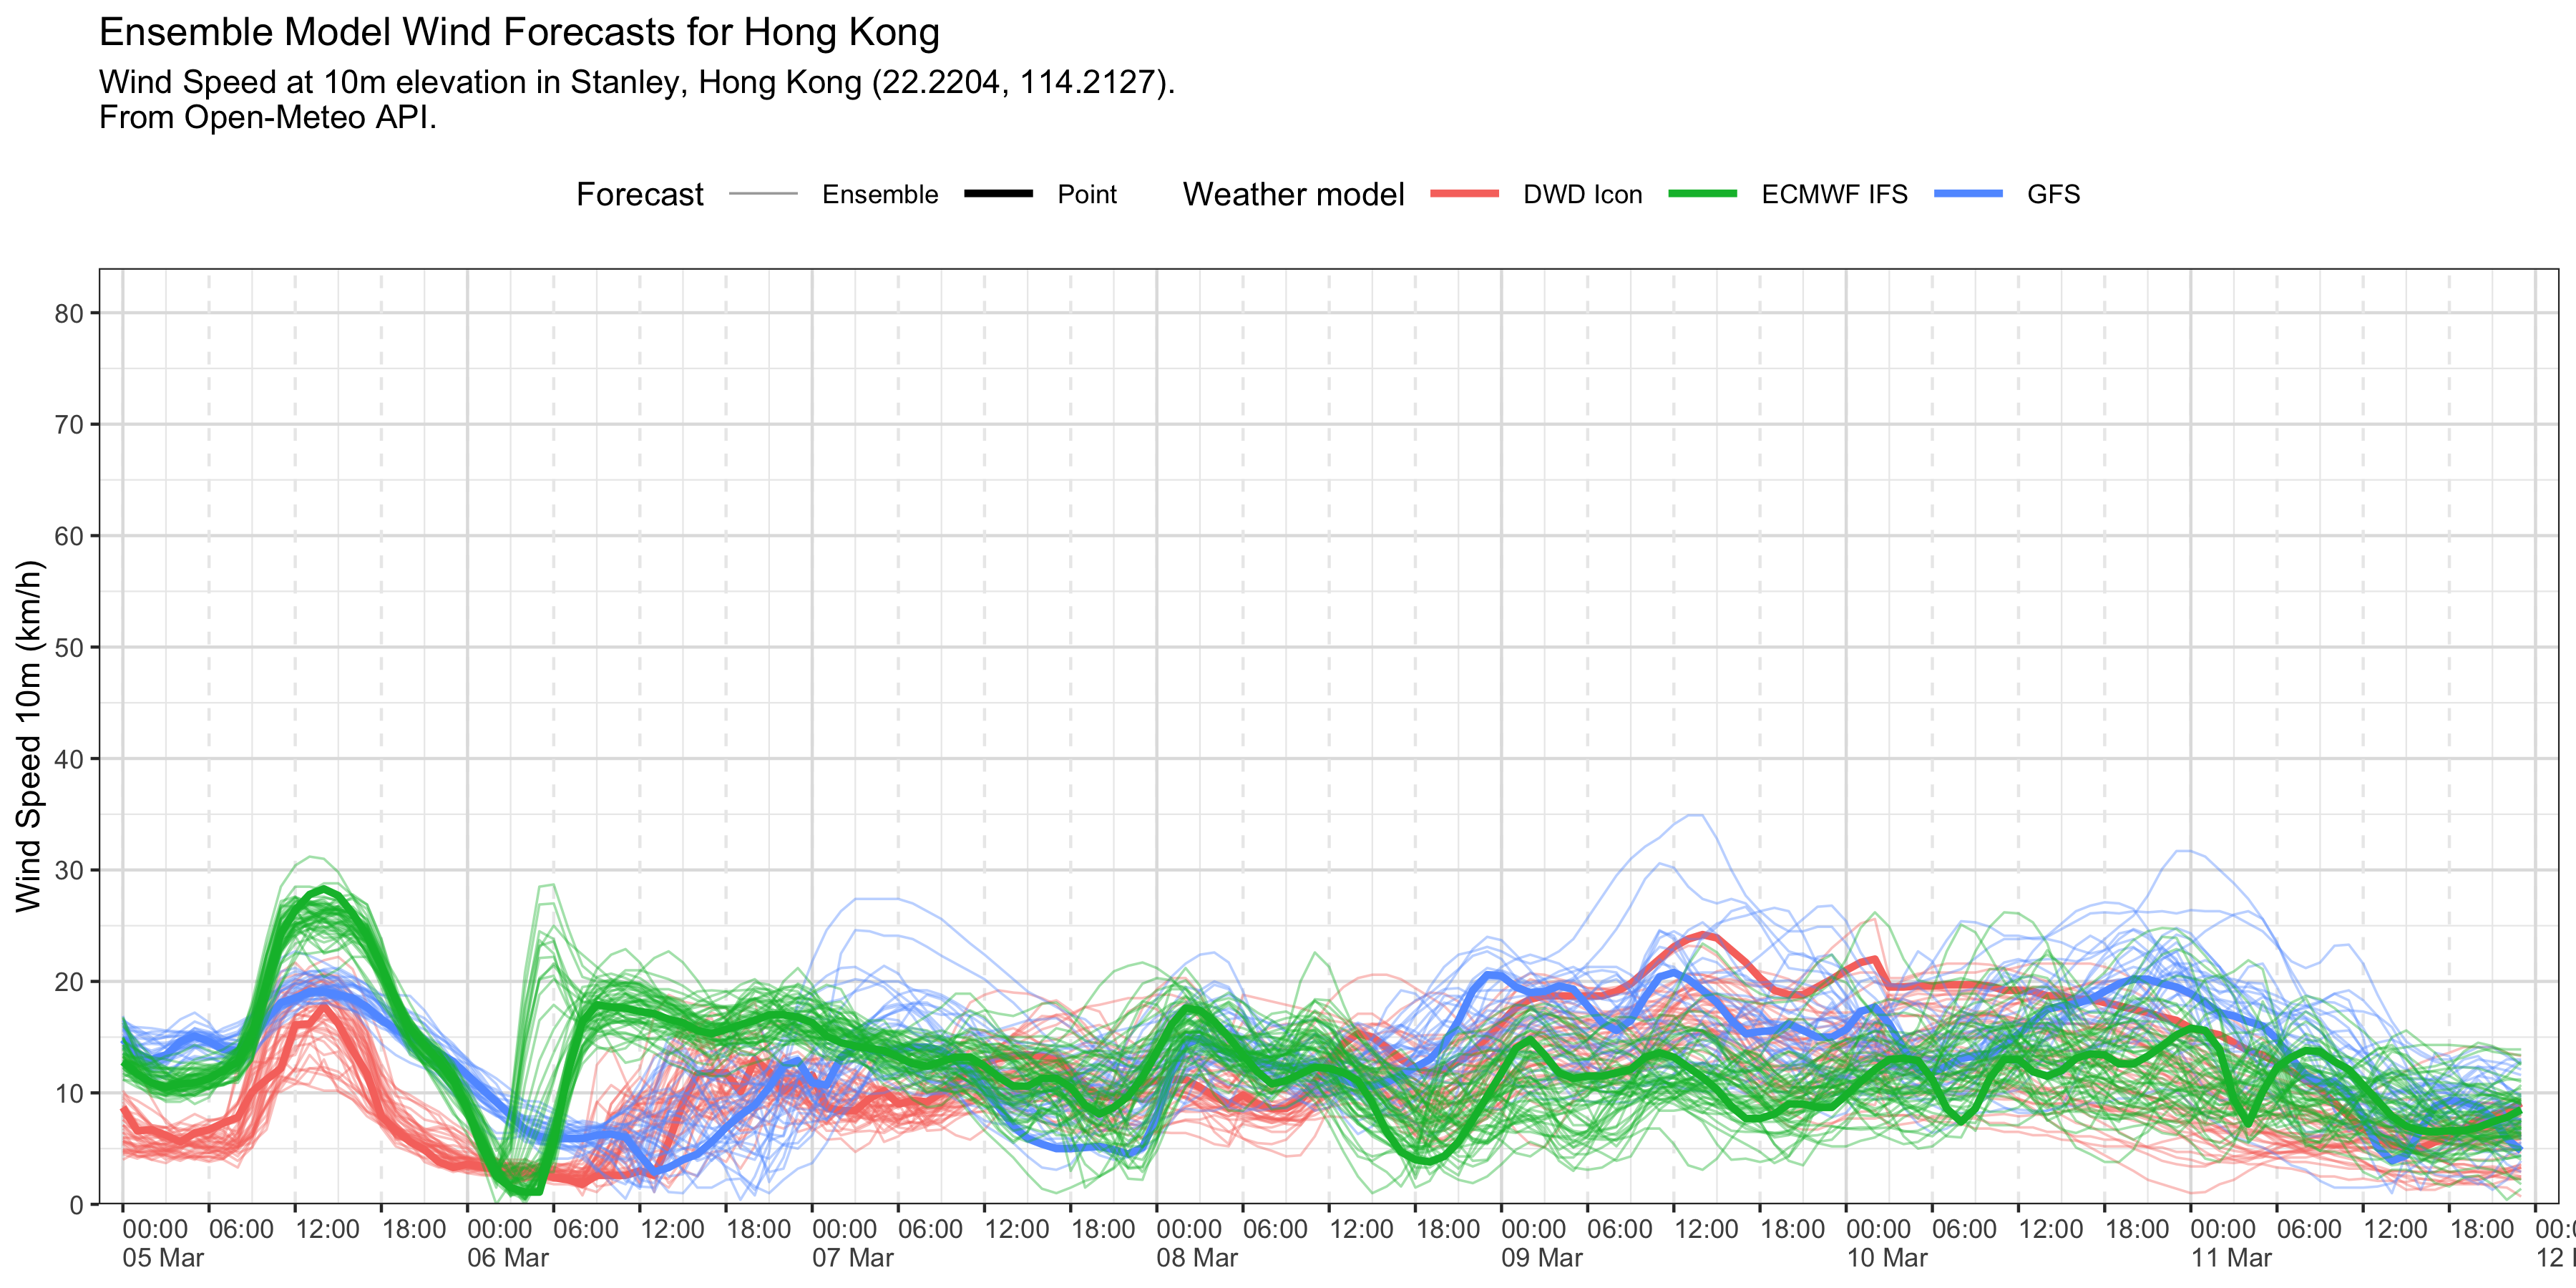 Ensemble Model Wind Forecasts for Hong Kong
Wind Speed at 10m elevation in Stanley, Hong Kong (22.2204, 114.2127).
From Open-Meteo API.
Forecast Ensemble Point Weather model DWD Icon ECMWF IFS GFS
Wind Speed 10m (km/h)
80
70
60
50
40
30
20
10
0
00:00 06:00 12:00 18:00 00:00 06:00 12:00 18:00 00:00 06:00 12:00 18:00 00:00 06:00 12:00 18:00 00:00 06:00 12:00 18:00 00:00 06:00 12:00 18:00 00:00 06:00 12:00 18:00
05 Mar 06 Mar 07 Mar 08 Mar 09 Mar 10 Mar 11 Mar 12